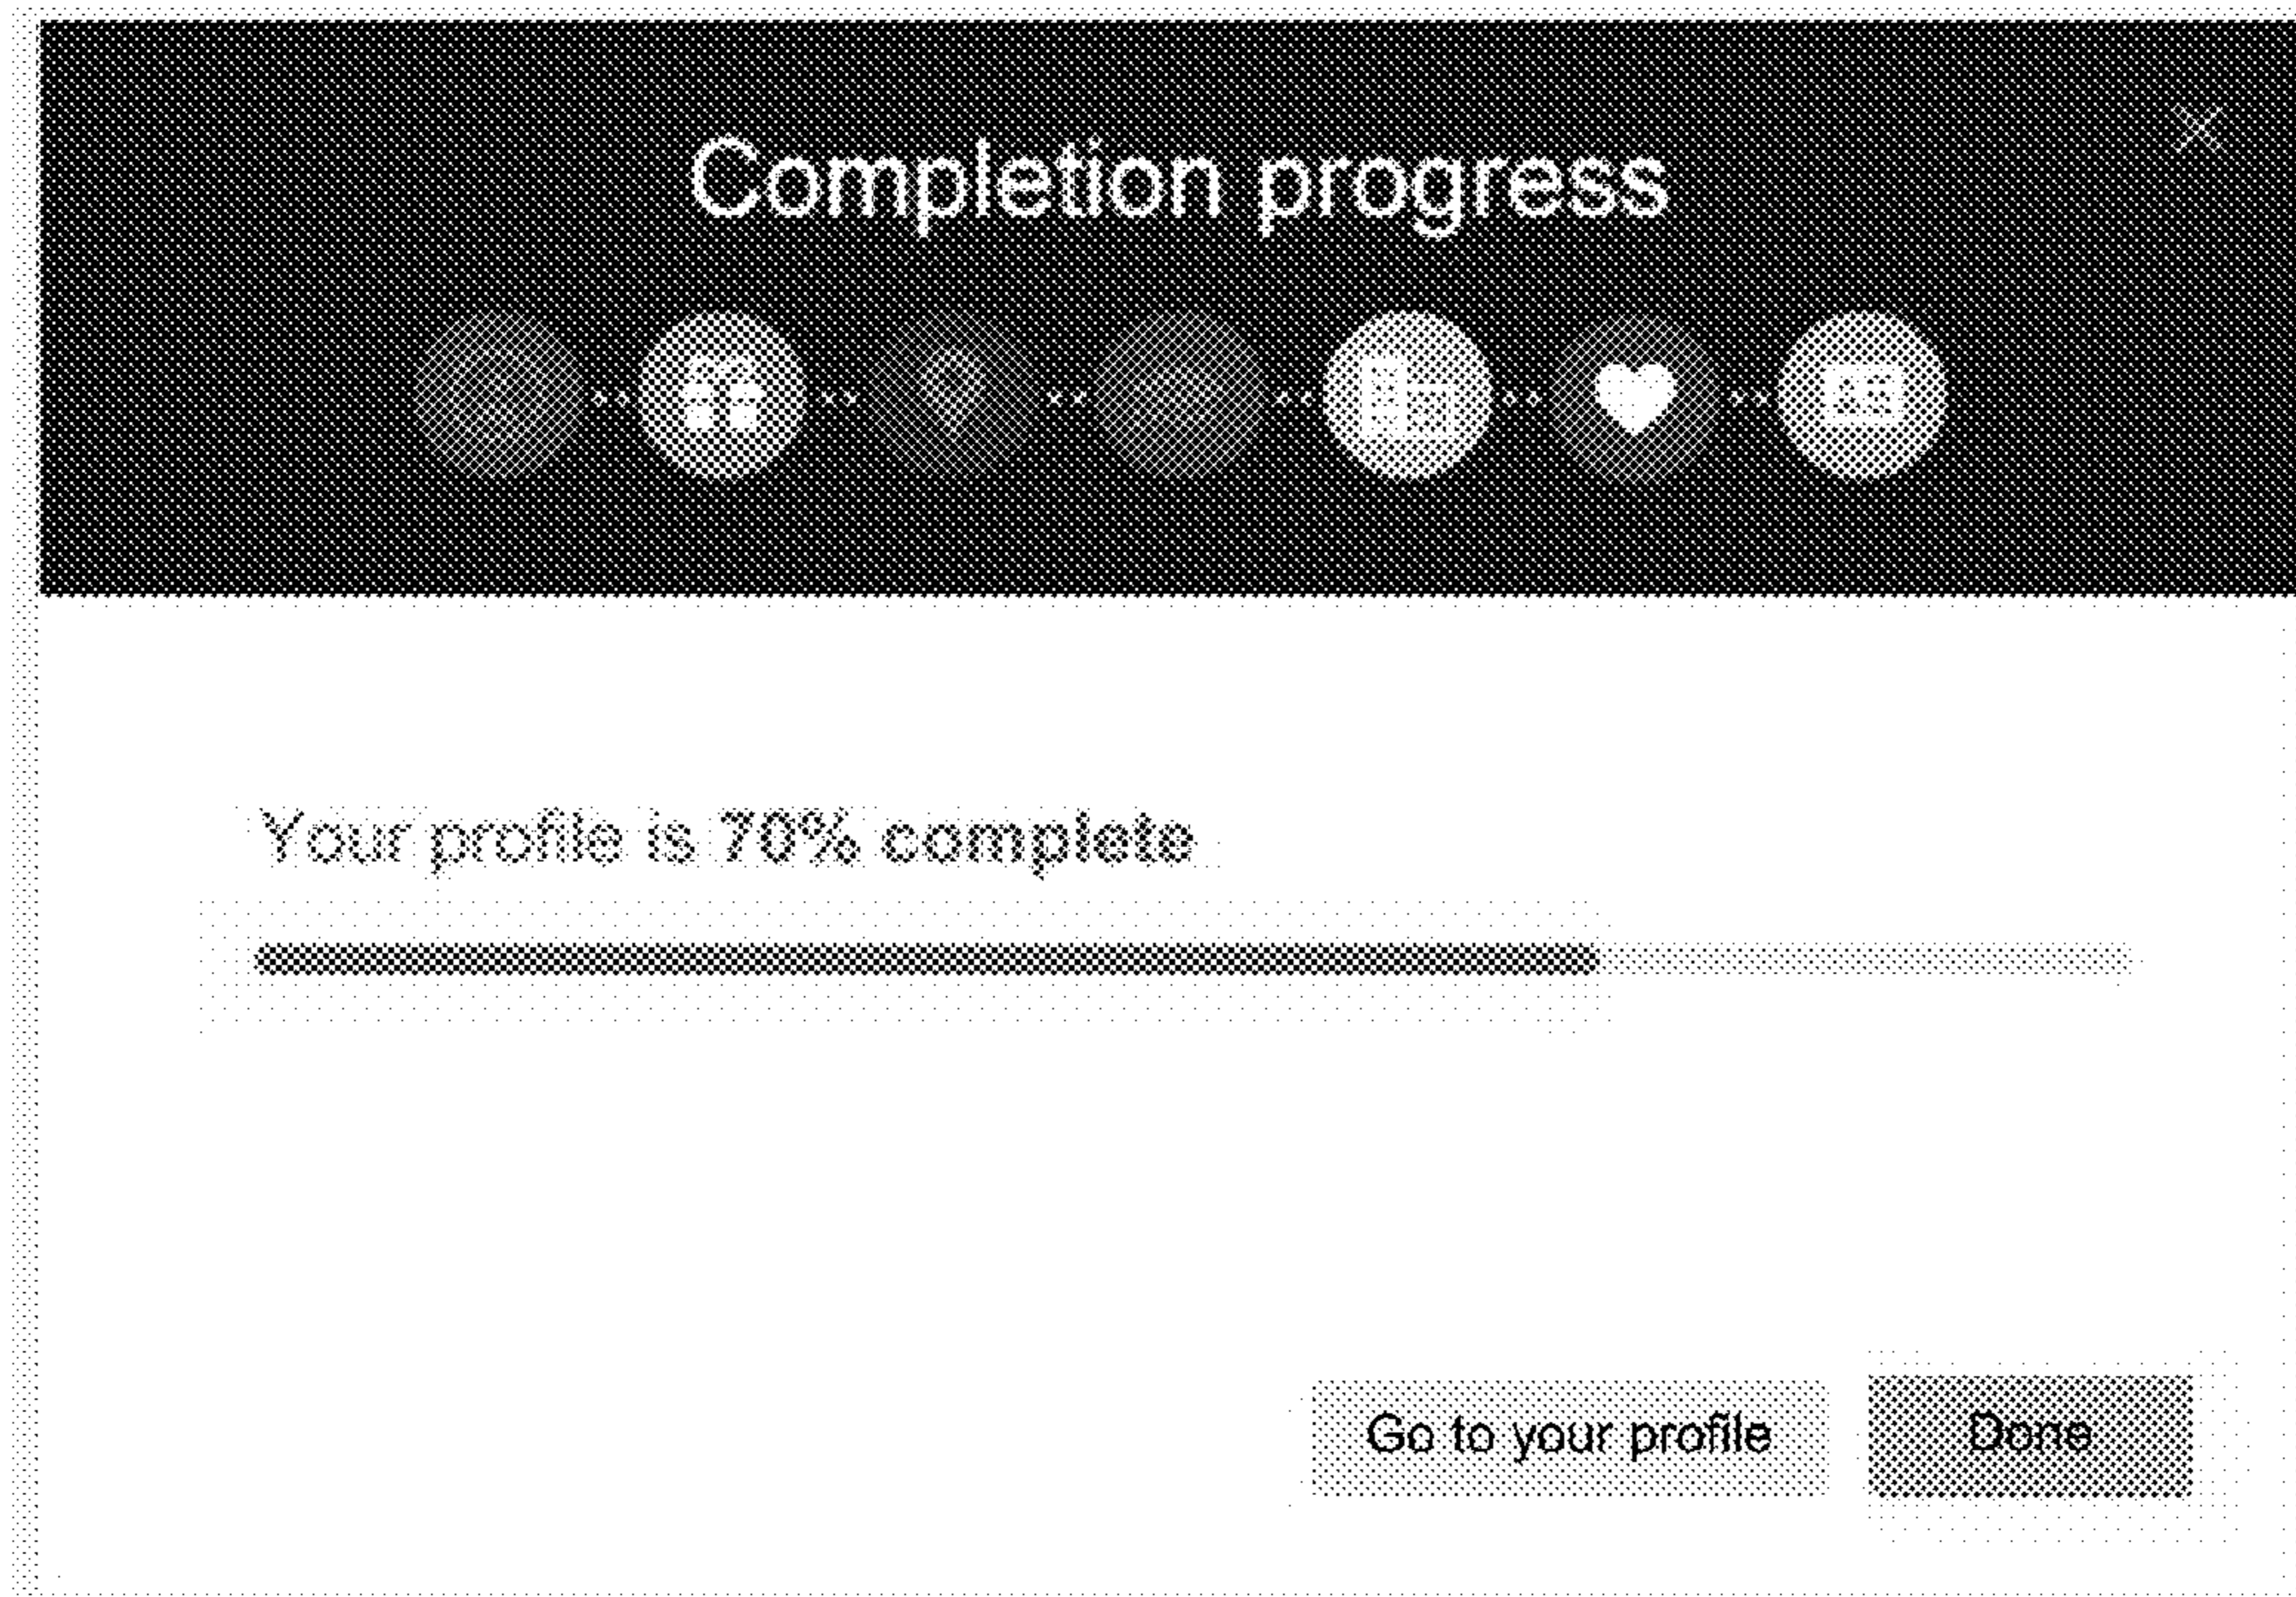 Completion progress
Your profile is 70% complete
Go to your profile
Done